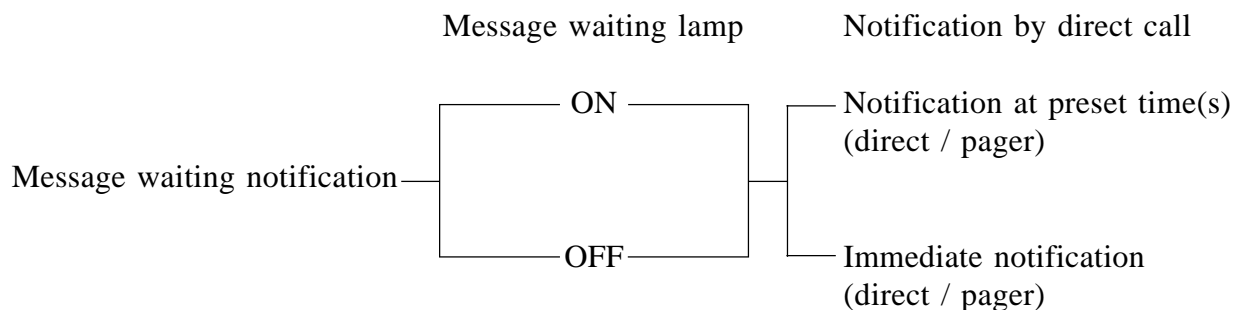 Message waiting lamp
Notification by direct call
ON
Notification at preset time(s)
(direct / pager)
Message waiting notification
OFF
Immediate notification
(direct / pager)